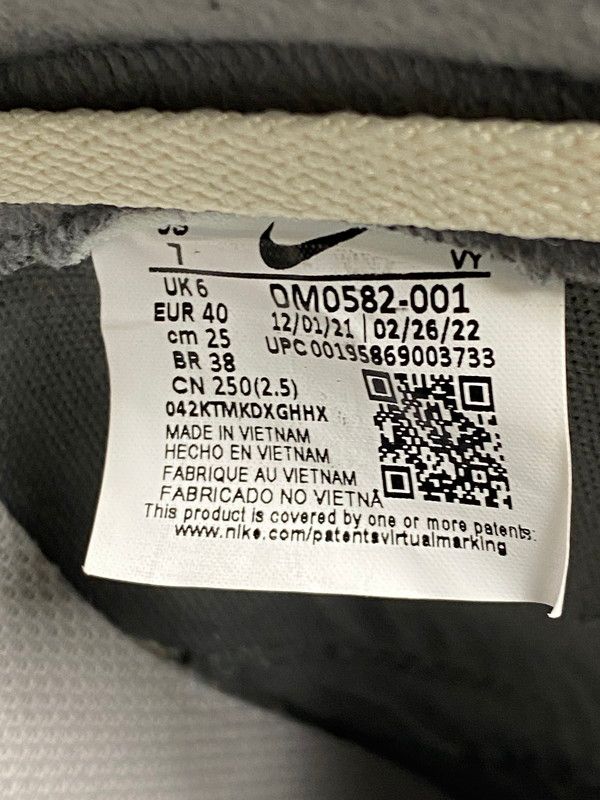 US
7
VY
UK 6
EUR 40
cm 25
BR 38
CN 250(2.5)
DM0582-001
12/01/21 | 02/26/22
UPC 00195869003733
042KTMKDXGHHX
MADE IN VIETNAM
HECHO EN VIETNAM
FABRIQUE AU VIETNAM
FABRICADO NO VIETNÃ
This product is covered by one or more patents:
www.nike.com/patentsvirtualmarking